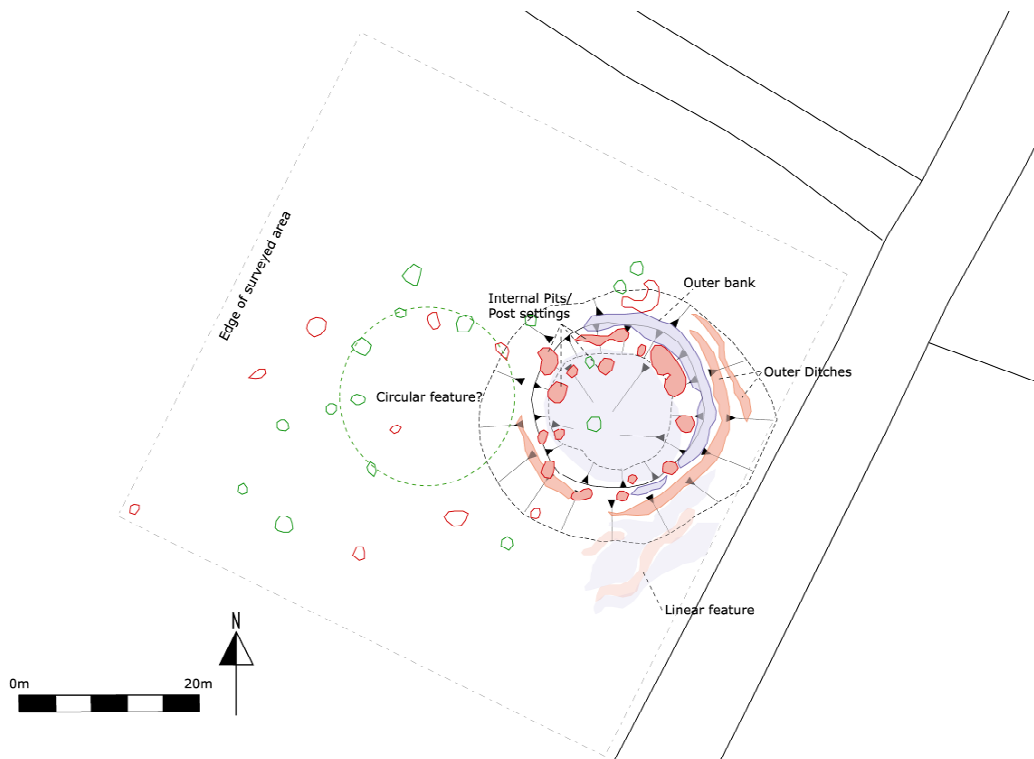 Edge of surveyed area
Internal Pits/
Post settings
Outer bank
Outer Ditches
Circular feature?
Linear feature
N
0m
20m